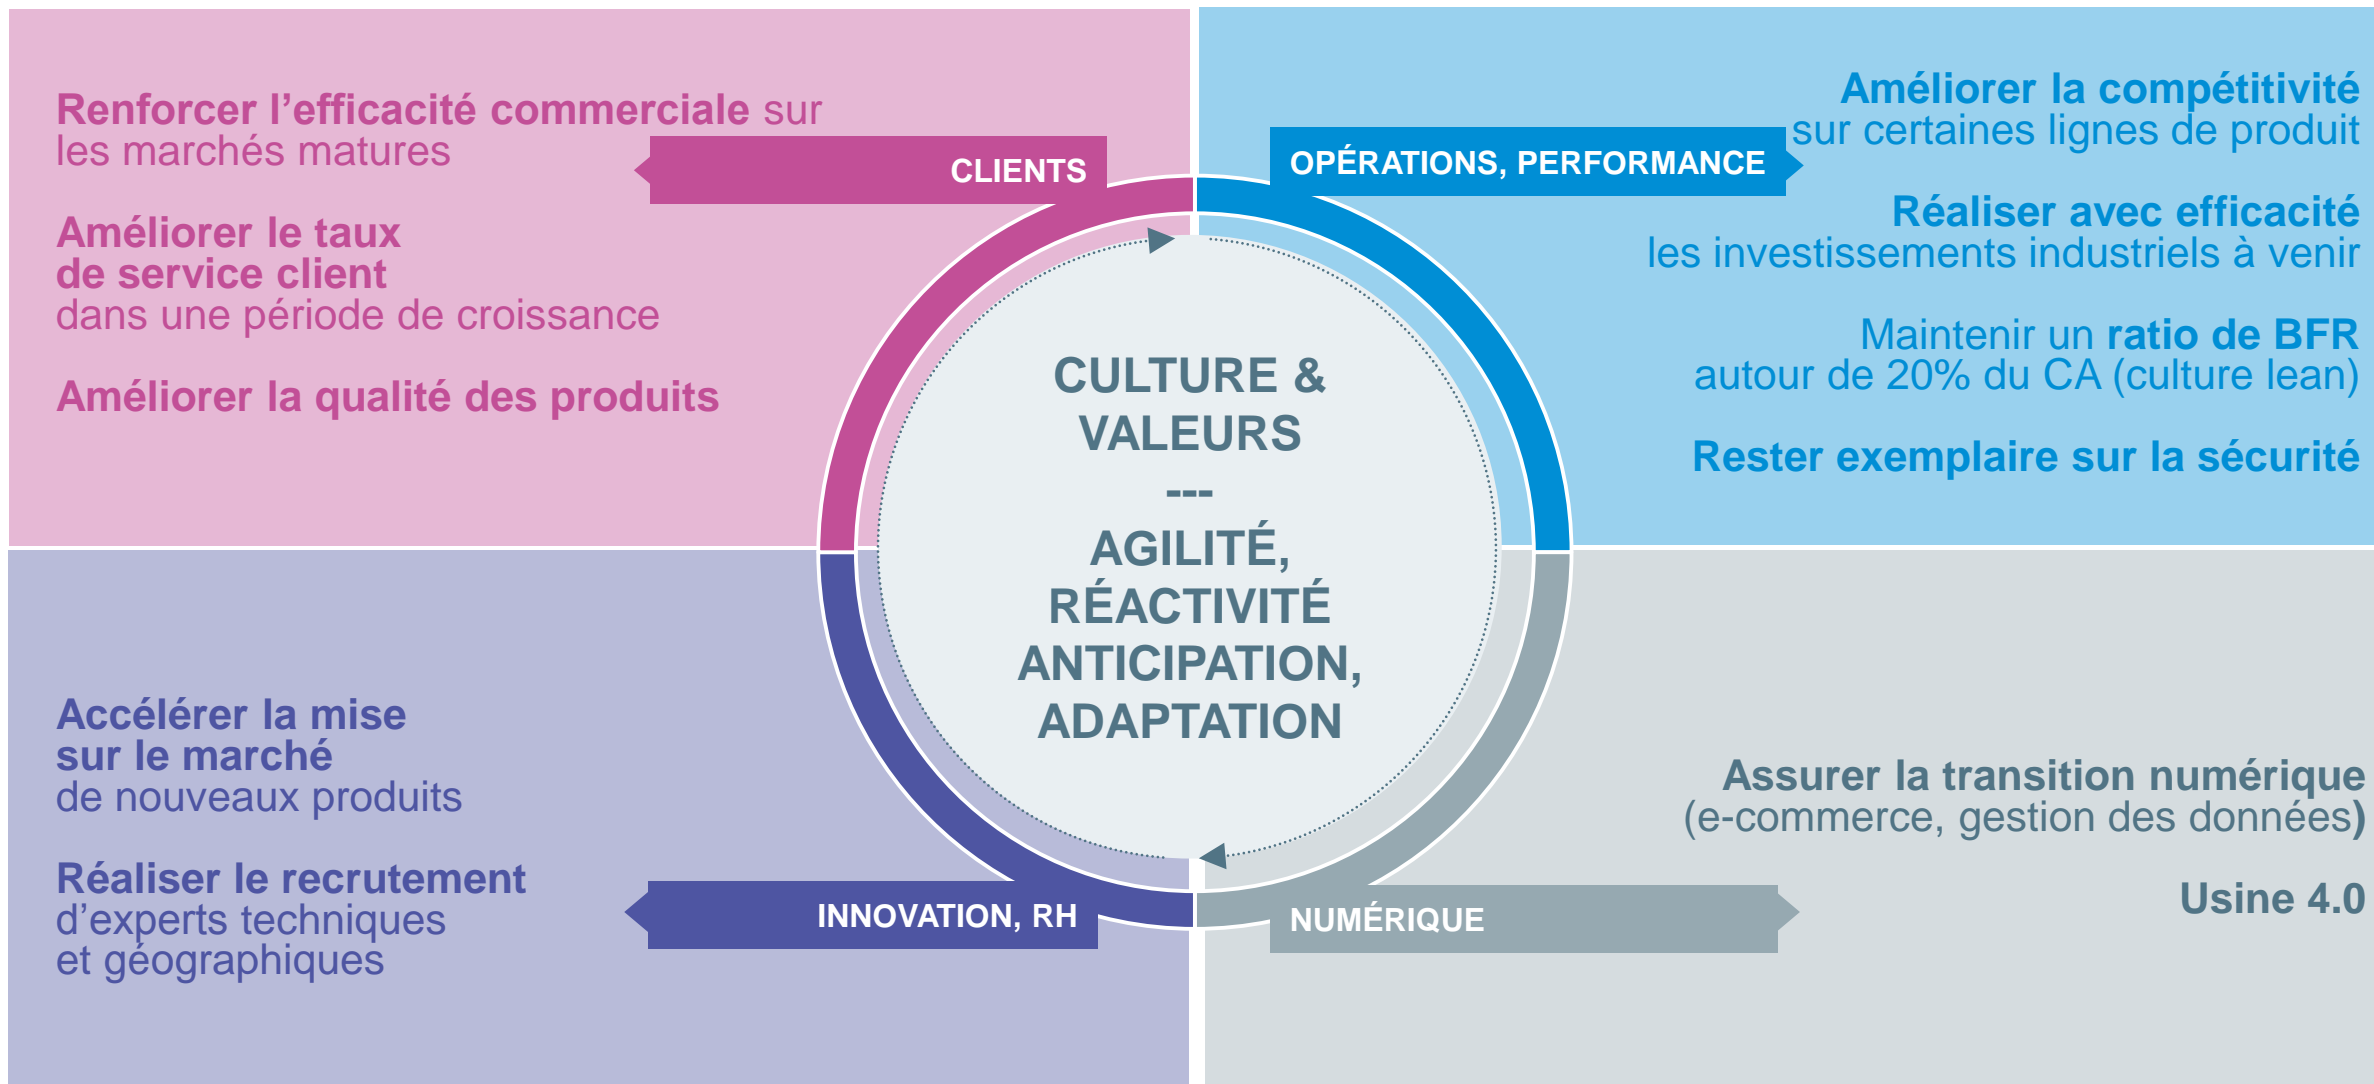 Renforcer l’efficacité commerciale sur
les marchés matures
CLIENTS
Améliorer le taux
de service client
dans une période de croissance
Améliorer la qualité des produits
Améliorer la compétitivité
sur certaines lignes de produit
OPÉRATIONS, PERFORMANCE
Réaliser avec efficacité
les investissements industriels à venir
Maintenir un ratio de BFR
autour de 20% du CA (culture lean)
Rester exemplaire sur la sécurité
CULTURE &
VALEURS
---
AGILITÉ,
RÉACTIVITÉ
ANTICIPATION,
ADAPTATION
Accélérer la mise
sur le marché
de nouveaux produits
Réaliser le recrutement
d’experts techniques
et géographiques
INNOVATION, RH
Assurer la transition numérique
(e-commerce, gestion des données)
Usine 4.0
NUMÉRIQUE